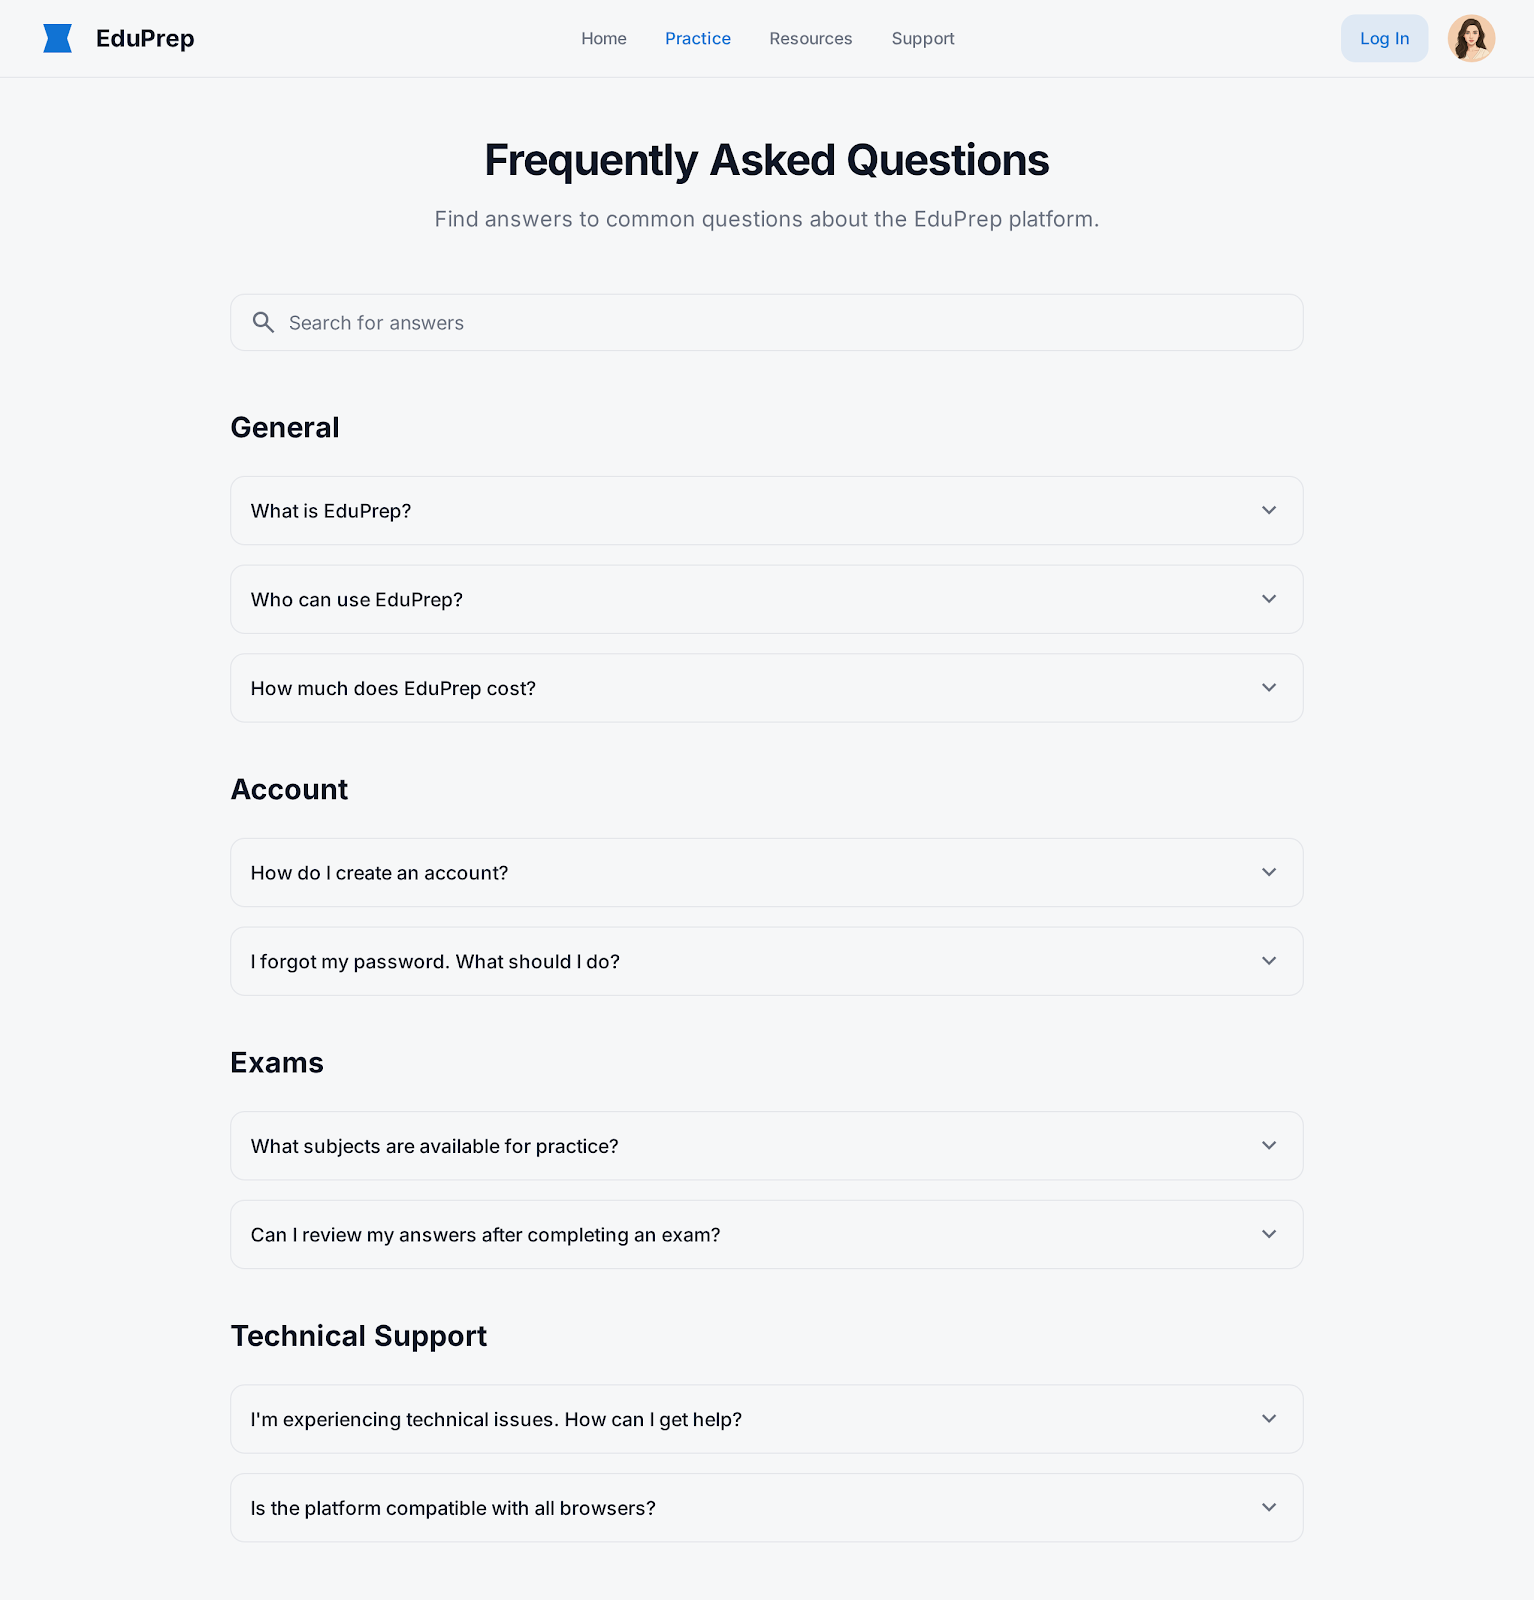 EduPrep
Home
Practice
Resources
Support
Log In
Frequently Asked Questions
Find answers to common questions about the EduPrep platform.
Search for answers
General
What is EduPrep?
Who can use EduPrep?
How much does EduPrep cost?
Account
How do I create an account?
I forgot my password. What should I do?
Exams
What subjects are available for practice?
Can I review my answers after completing an exam?
Technical Support
I'm experiencing technical issues. How can I get help?
Is the platform compatible with all browsers?